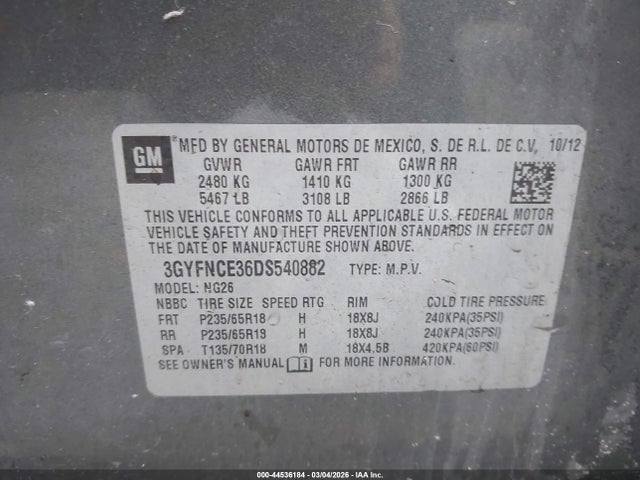 GM
*MFD BY GENERAL MOTORS DE MEXICO, S. DE R.L. DE C.V. 10/12
GVWR GAWR FRT GAWR RR
2480 KG 1410 KG 1300 KG
5467 LB 3108 LB 2866 LB
THIS VEHICLE CONFORMS TO ALL APPLICABLE U.S. FEDERAL MOTOR
VEHICLE SAFETY AND THEFT PREVENTION STANDARDS IN EFFECT ON THE
DATE OF MANUFACTURE SHOWN ABOVE.
3GYFNCE36DS540882 TYPE: M.P.V.
MODEL: NG26
NBBC TIRE SIZE SPEED RTG RIM COLD TIRE PRESSURE
FRT P235/65R18 H 18X8J 240KPA(35PSI)
RR P235/65R18 H 18X8J 240KPA(35PSI)
SPA T135/70R18 M 18X4.5B 420KPA(60PSI)
SEE OWNER'S MANUAL FOR MORE INFORMATION.
000-44536184 - 03/04/2026 - IAA Inc.